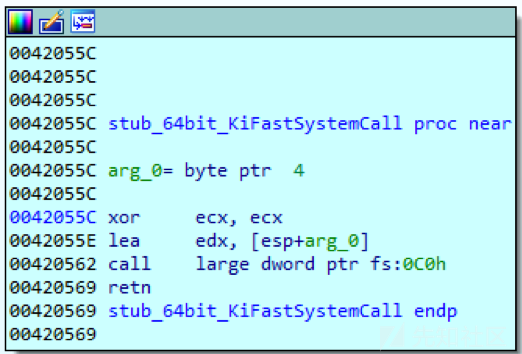 0042055C
0042055C
0042055C
0042055C stub_64bit_KiFastSystemCall proc near
0042055C
0042055C arg_0= byte ptr  4
0042055C
0042055C xor     ecx, ecx
0042055E lea     edx, [esp+arg_0]
00420562 call    large dword ptr fs:0C0h
00420569 retn
00420569 stub_64bit_KiFastSystemCall endp
00420569